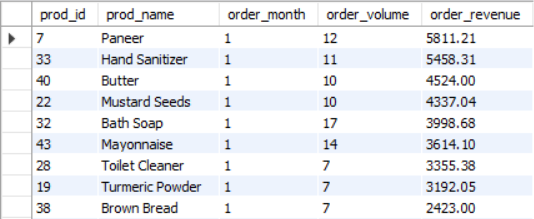 prod_id prod_name order_month order_volume order_revenue
7 Paneer 1 12 5811.21
33 Hand Sanitizer 1 11 5458.31
40 Butter 1 10 4524.00
22 Mustard Seeds 1 10 4337.04
32 Bath Soap 1 17 3998.68
43 Mayonnaise 1 14 3614.10
28 Toilet Cleaner 1 7 3355.38
19 Turmeric Powder 1 7 3192.05
38 Brown Bread 1 7 2423.00